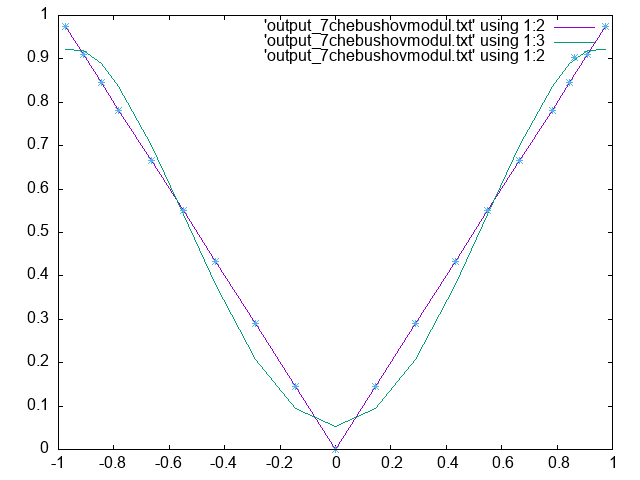 'output_7chebushovmodul.txt' using 1:2
'output_7chebushovmodul.txt' using 1:3
'output_7chebushovmodul.txt' using 1:2
1
0.9
0.8
0.7
0.6
0.5
0.4
0.3
0.2
0.1
0
-1 -0.8 -0.6 -0.4 -0.2 0 0.2 0.4 0.6 0.8 1